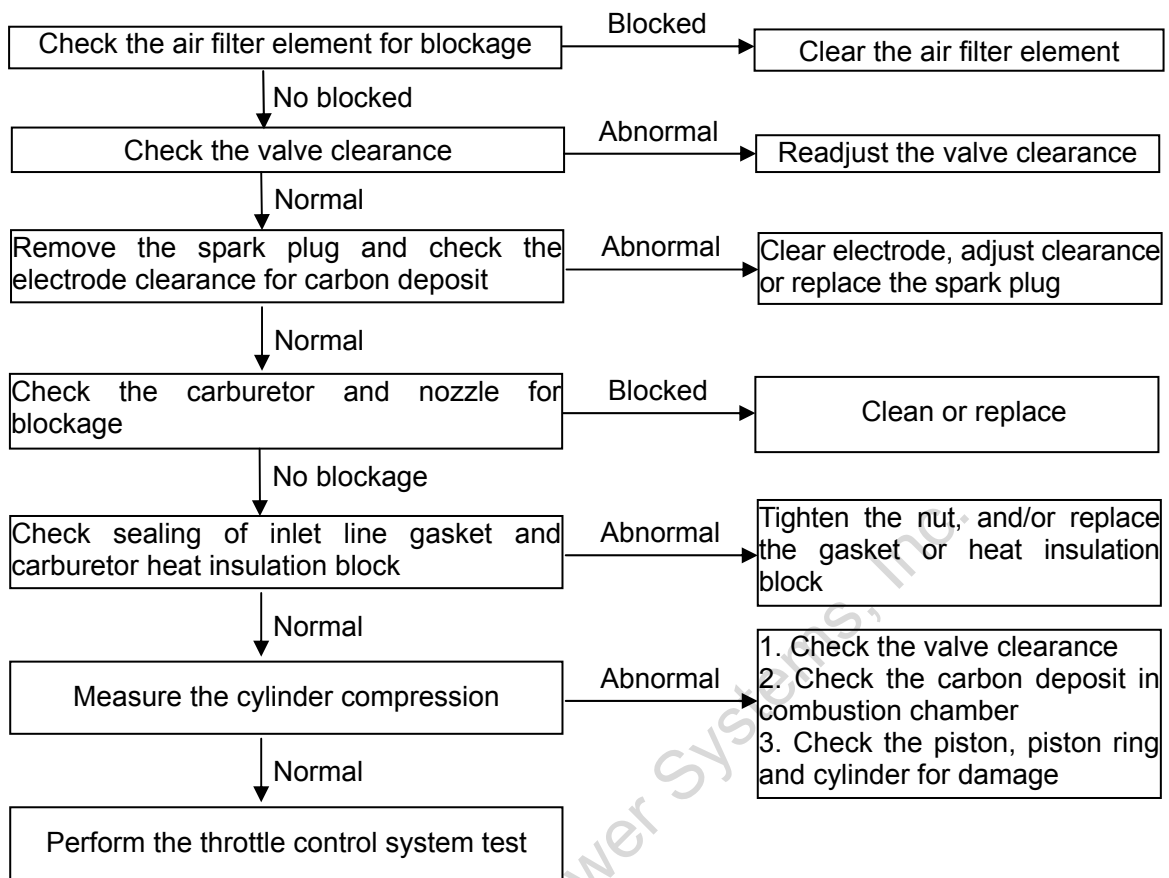 Check the air filter element for blockage
Blocked
Clear the air filter element
No blocked
Check the valve clearance
Abnormal
Readjust the valve clearance
Normal
Remove the spark plug and check the
electrode clearance for carbon deposit
Abnormal
Clear electrode, adjust clearance
or replace the spark plug
Normal
Check the carburetor and nozzle for
blockage
Blocked
Clean or replace
No blockage
Check sealing of inlet line gasket and
carburetor heat insulation block
Abnormal
Tighten the nut, and/or replace
the gasket or heat insulation
block
Normal
Measure the cylinder compression
Abnormal
1. Check the valve clearance
2. Check the carbon deposit in
combustion chamber
3. Check the piston, piston ring
and cylinder for damage
Normal
Perform the throttle control system test
wer Systems, Inc.